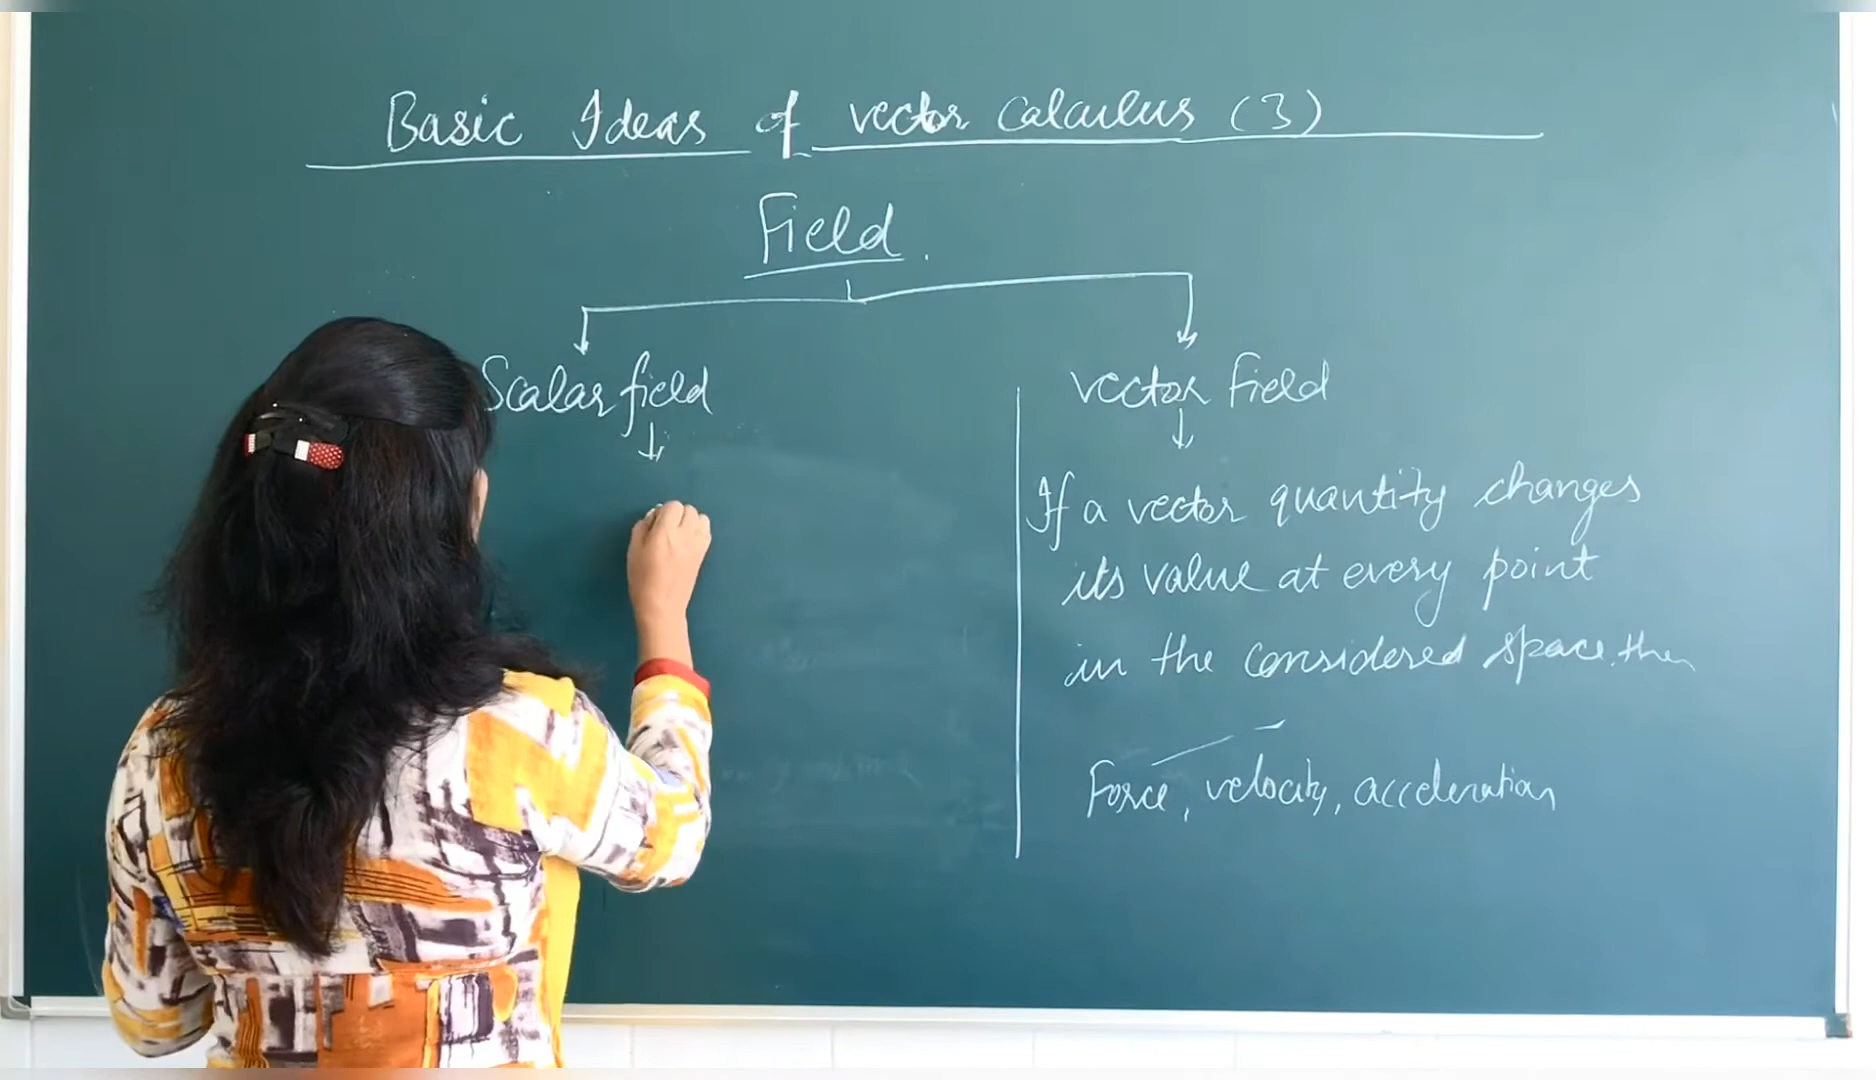 Basic Ideas of vector calculus (3)
Field.
Scalar field
vector field
If a vector quantity changes
its value at every point
in the considered space. then
Force, velocity, acceleration